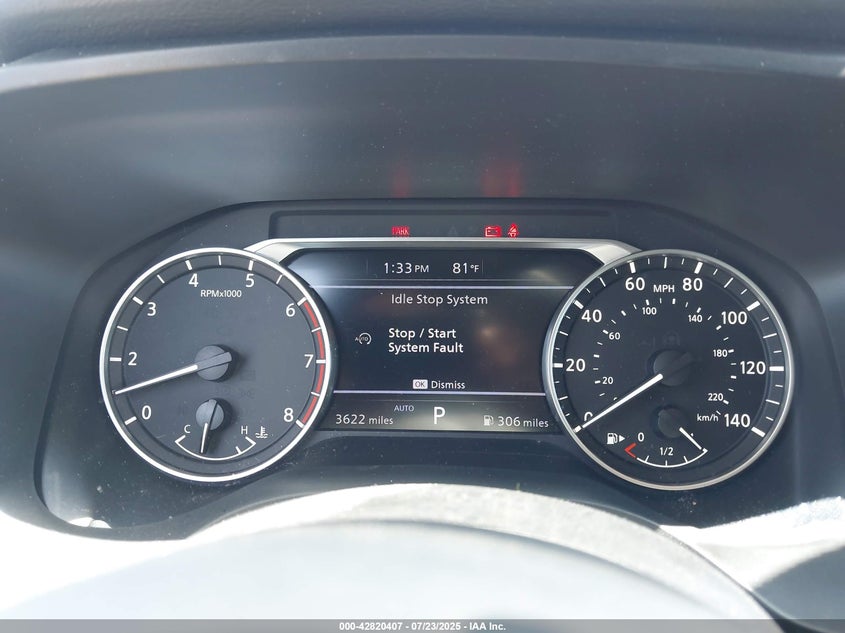 PARK
1:33 PM 81°F
Idle Stop System
AUTO
Stop / Start
System Fault
OK Dismiss
3622 miles
AUTO
P
306 miles
RPMx1000
0
1
2
3
4
5
6
7
8
C H
MPH
0
20
40
60
80
100
120
140
20
60
100
140
180
220
km/h
0
1/2
000-42820407 - 07/23/2025 - IAA Inc.